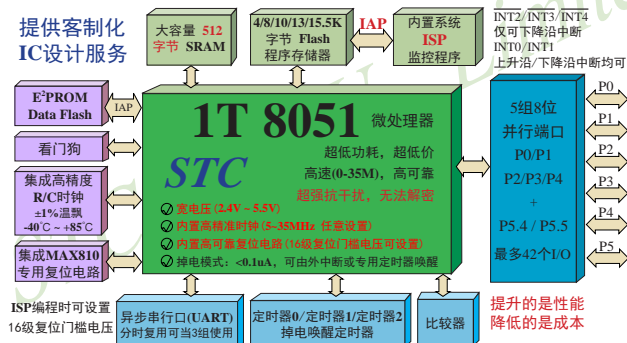 提供客制化
IC设计服务
大容量 512
字节 SRAM
4/8/10/13/15.5K
字节 Flash
程序存储器
IAP
内置系统
ISP
监控程序
INT2/INT3/INT4
仅可下降沿中断
INT0/INT1
上升沿/下降沿中断均可
E²PROM
Data Flash
IAP
看门狗
集成高精度
R/C时钟
±1%温飘
-40℃~+85℃
集成MAX810
专用复位电路
ISP编程时可设置
16级复位门槛电压
1T 8051 微处理器
STC
超低功耗，超低价
高速(0-35M)，高可靠
超强抗干扰，无法解密
宽电压(2.4V~5.5V)
内置高精准时钟(5-35MHz 任意设置)
内置高可靠复位电路(16级复位门槛电压可设置)
掉电模式：<0.1uA，可由外中断或专用定时器唤醒
5组8位
并行端口
P0/P1
P2/P3/P4
+
P5.4 / P5.5
最多42个I/O
P0
P1
P2
P3
P4
P5
异步串行口(UART)
分时复用可当3组使用
定时器0/定时器1/定时器2
掉电唤醒定时器
比较器
提升的是性能
降低的是成本